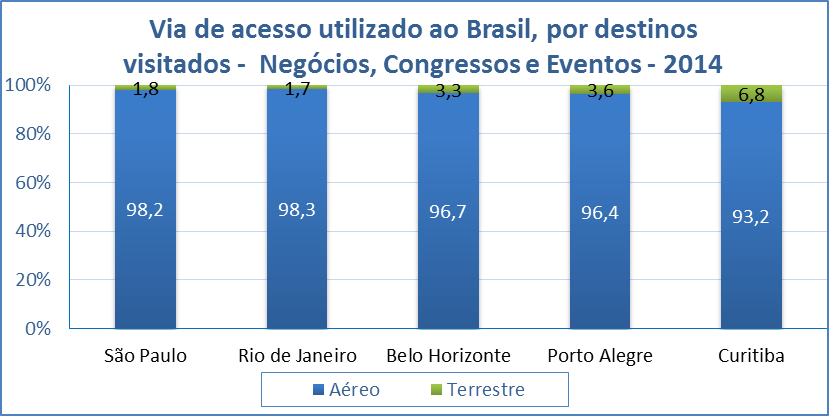 Via de acesso utilizado ao Brasil, por destinos
visitados -  Negócios, Congressos e Eventos - 2014
100%
80%
60%
40%
20%
0%
1,8
1,7
3,3
3,6
6,8
98,2
98,3
96,7
96,4
93,2
São Paulo
Rio de Janeiro
Belo Horizonte
Porto Alegre
Curitiba
Aéreo
Terrestre